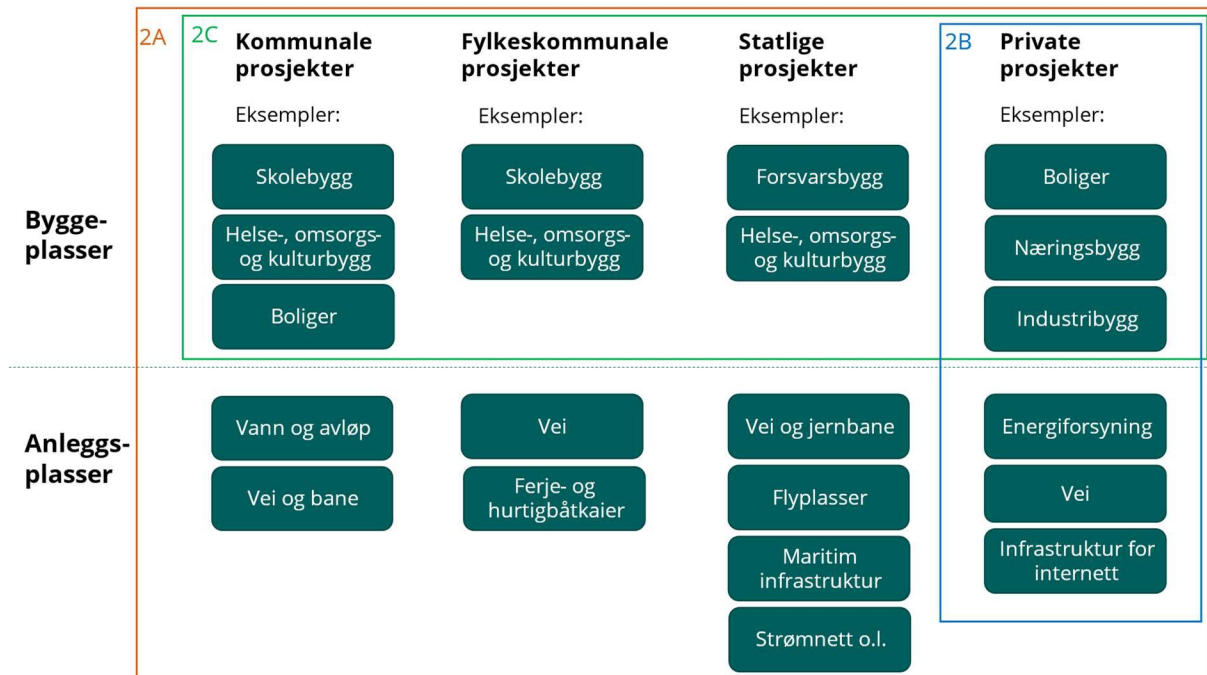 2A
2C
Kommunale
prosjekter
Fylkeskommunale
prosjekter
Statlige
prosjekter
2B
Private
prosjekter
Eksempler:
Eksempler:
Eksempler:
Eksempler:
Bygge-
plasser
Skolebygg
Skolebygg
Forsvarsbygg
Boliger
Helse-, omsorgs-
og kulturbygg
Helse-, omsorgs-
og kulturbygg
Helse-, omsorgs-
og kulturbygg
Næringsbygg
Boliger
Industribygg
Anleggs-
plasser
Vann og avløp
Vei
Vei og jernbane
Energiforsyning
Vei og bane
Ferje- og
hurtigbåtkaier
Flyplasser
Vei
Maritim
infrastruktur
Infrastruktur for
internett
Strømnett o.l.